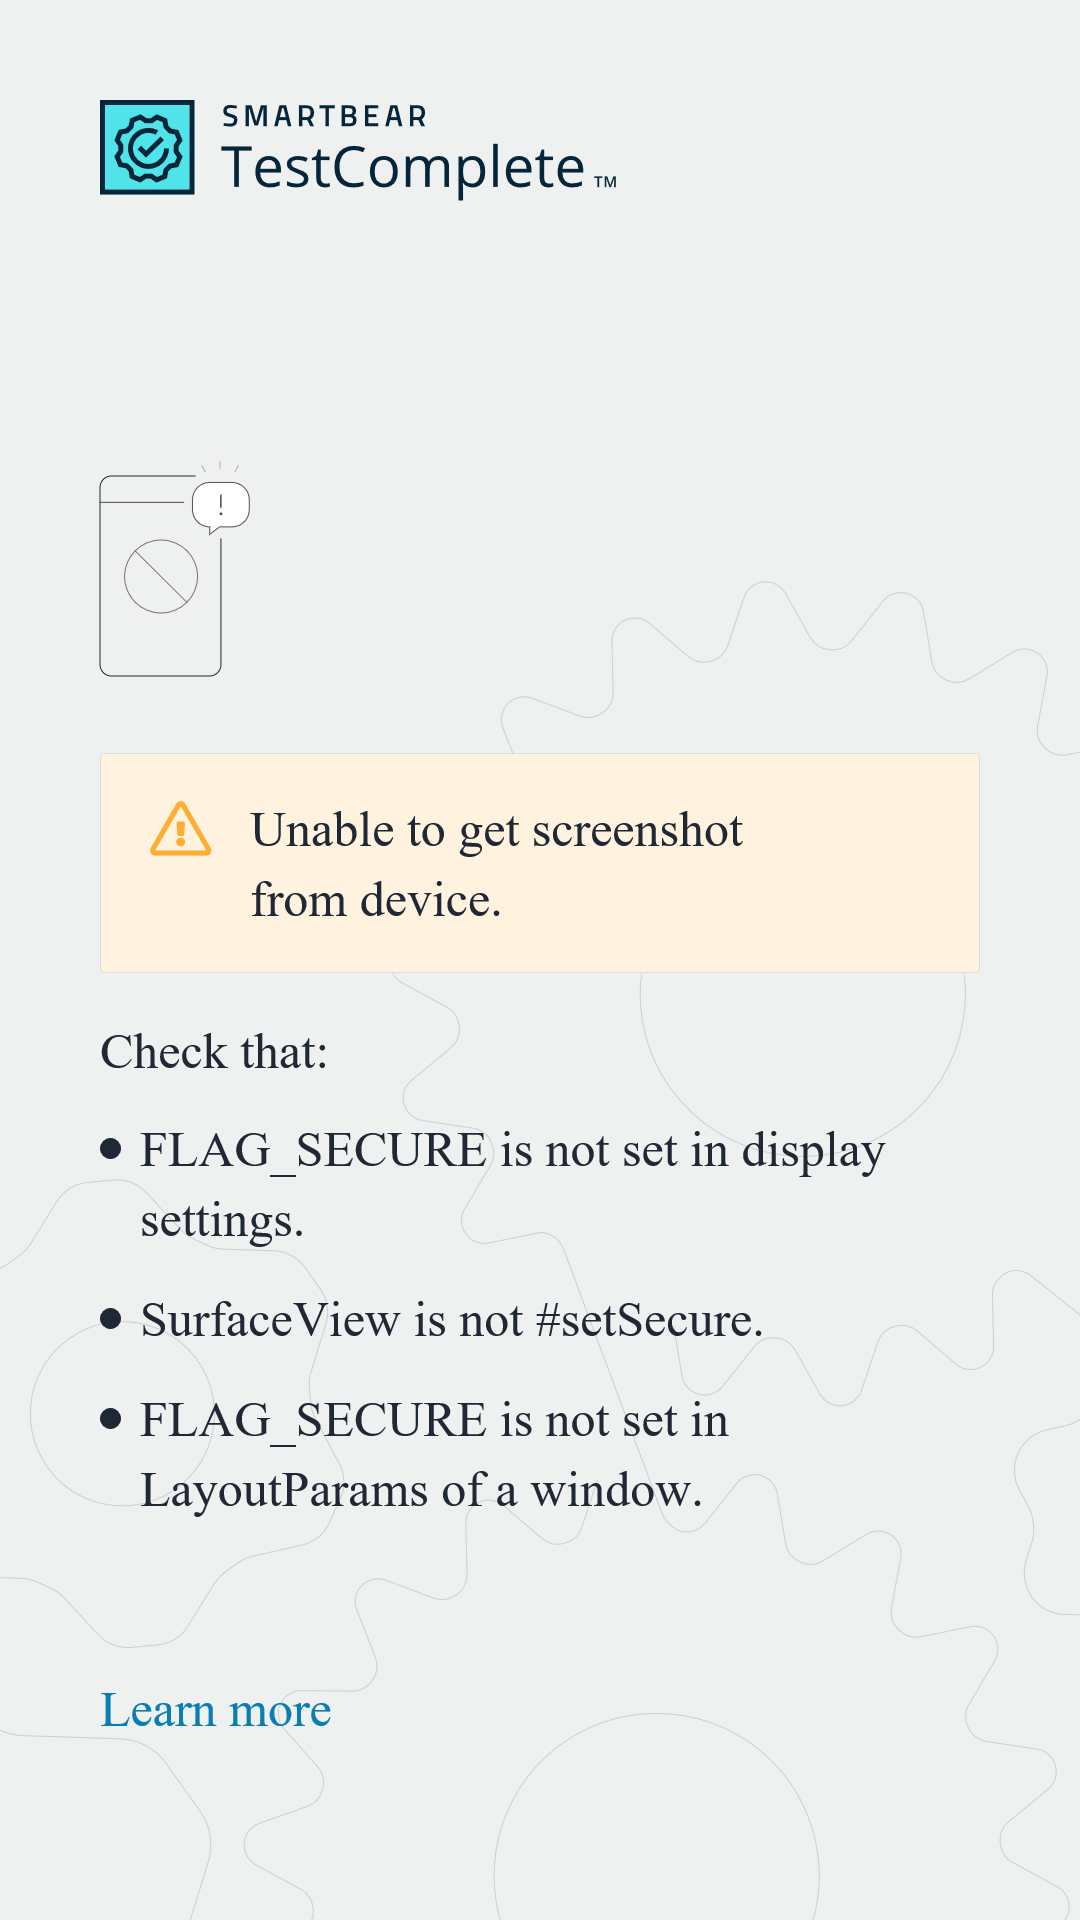 SMARTBEAR
TestComplete™
!
Unable to get screenshot
from device.
Check that:
● FLAG_SECURE is not set in display
settings.
● SurfaceView is not #setSecure.
● FLAG_SECURE is not set in
LayoutParams of a window.
Learn more